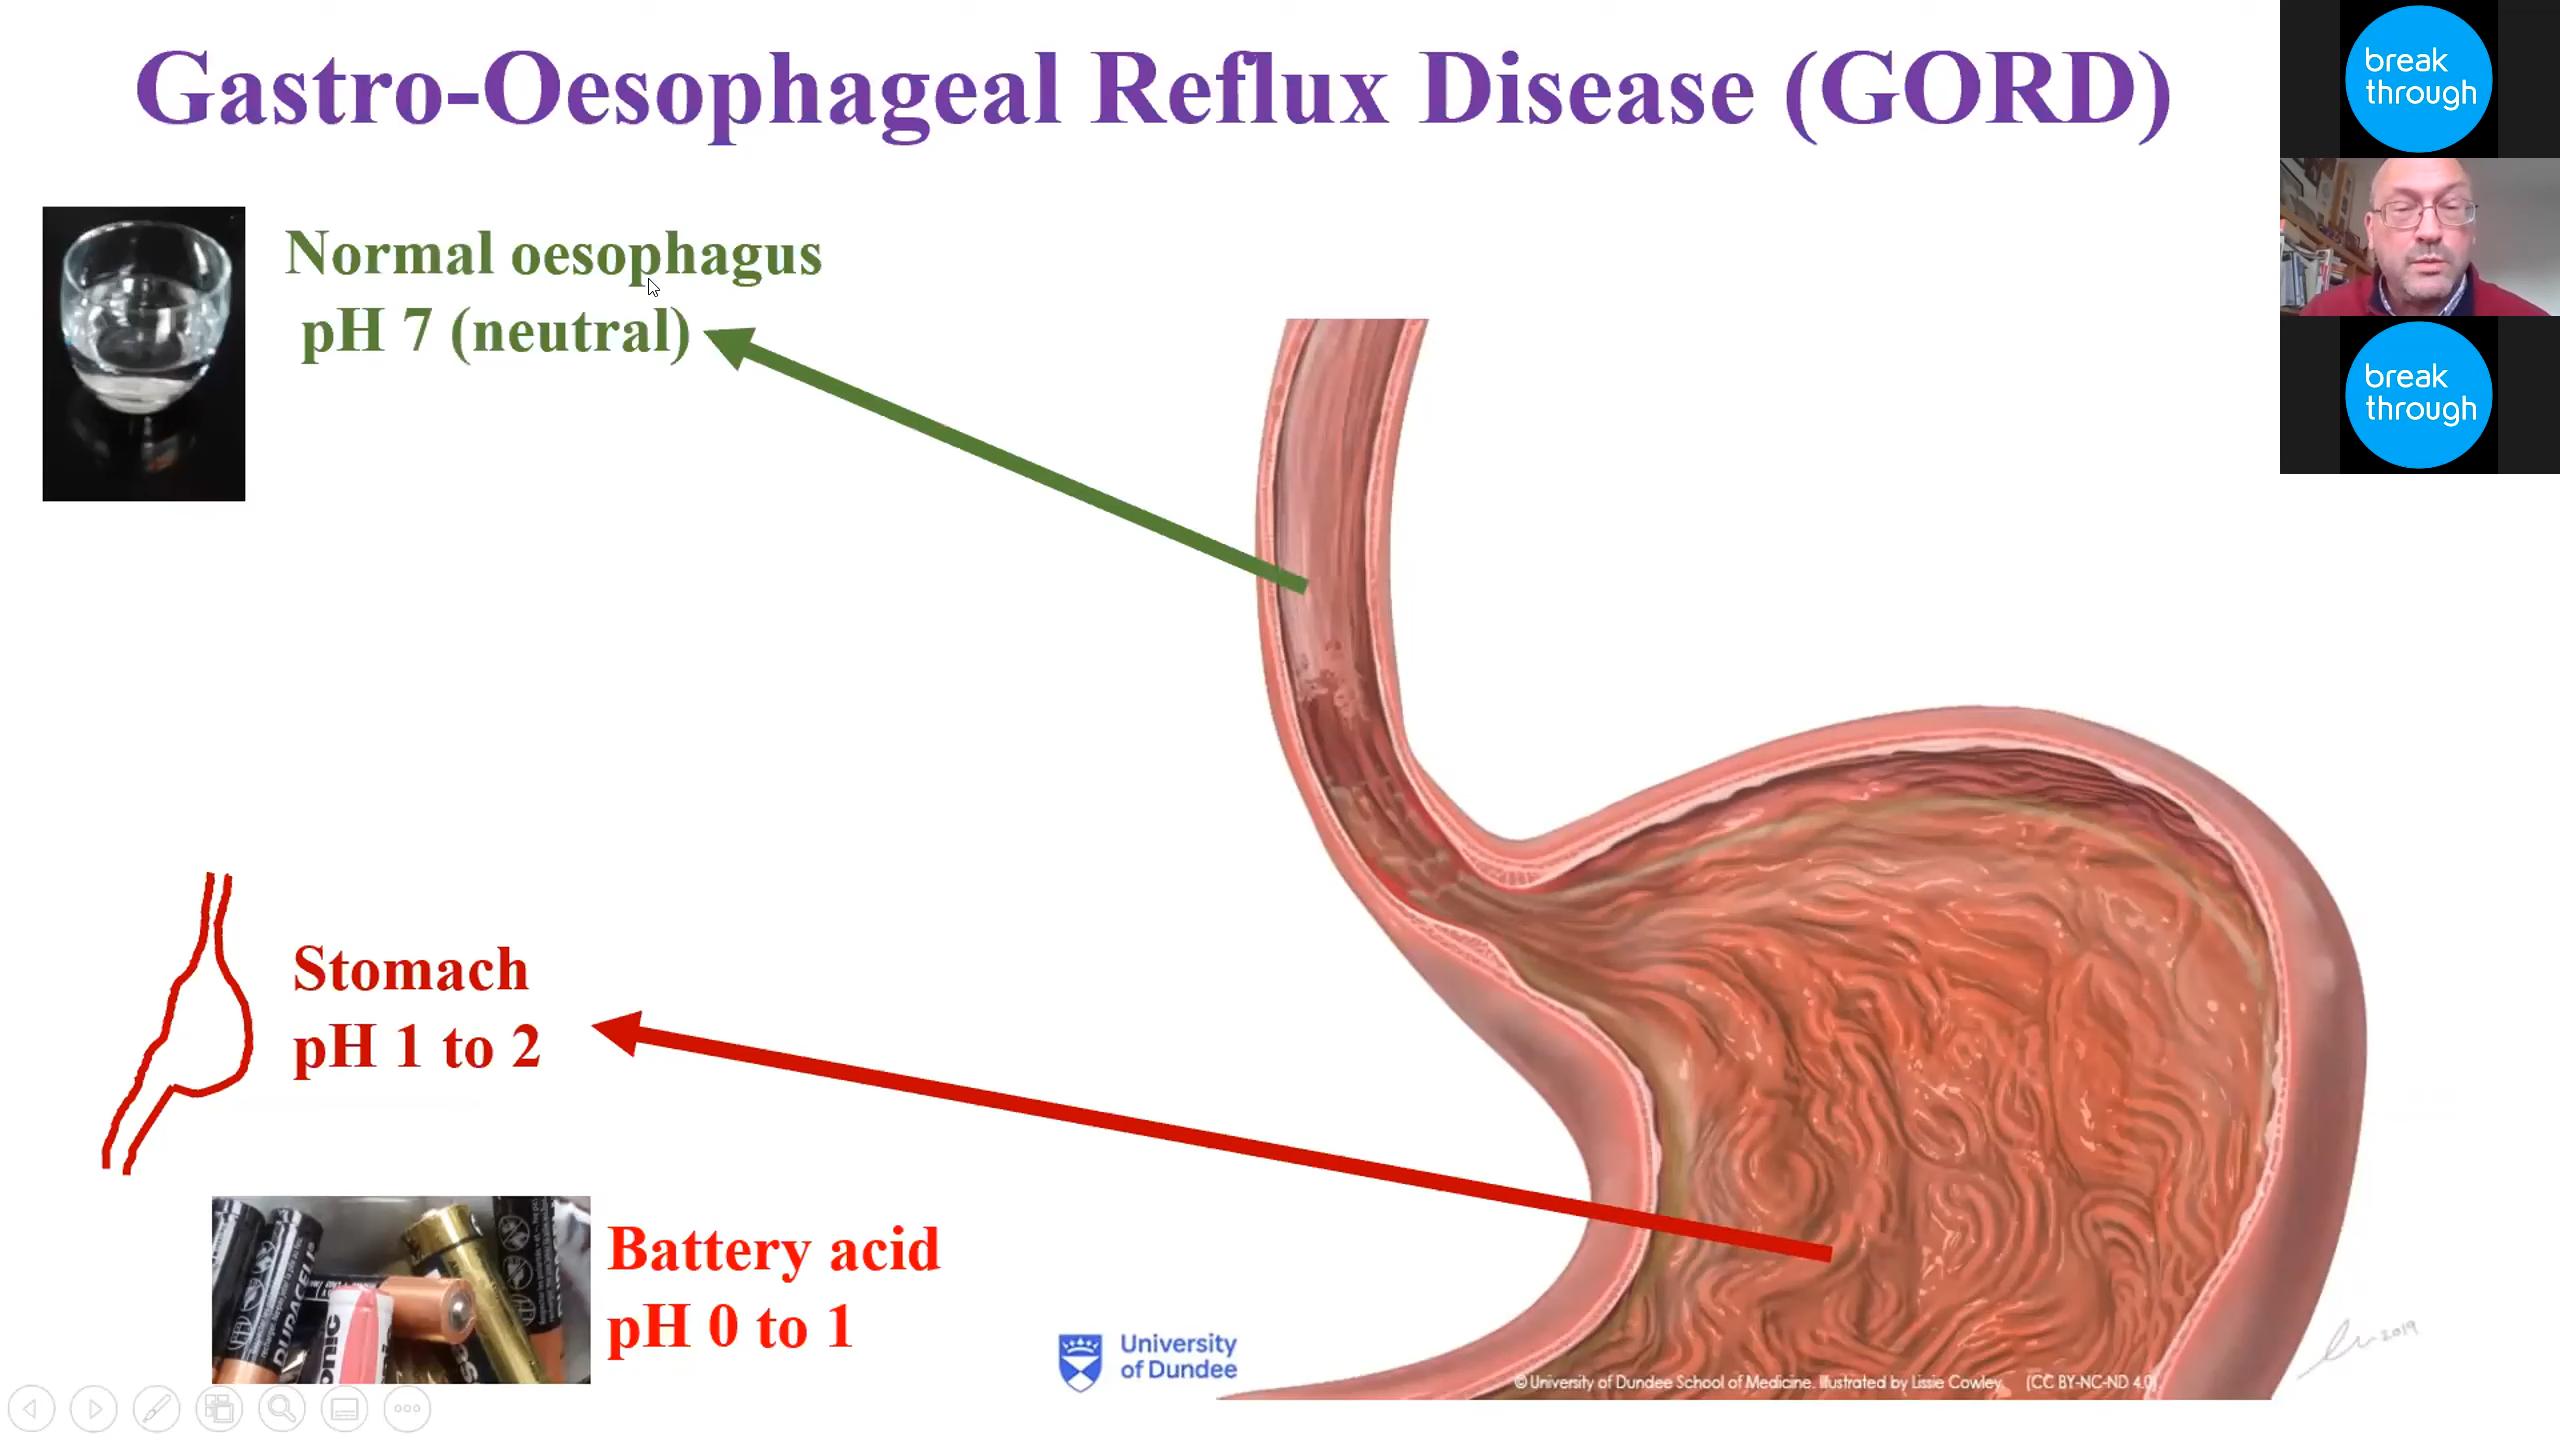 Gastro-Oesophageal Reflux Disease (GORD)
break
through
Normal oesophagus
pH 7 (neutral)
break
through
Stomach
pH 1 to 2
Battery acid
pH 0 to 1
DURACELL
University
of Dundee
© University of Dundee School of Medicine. Illustrated by Lissie Cowley. (CC BY-NC-ND 4.0)
2019